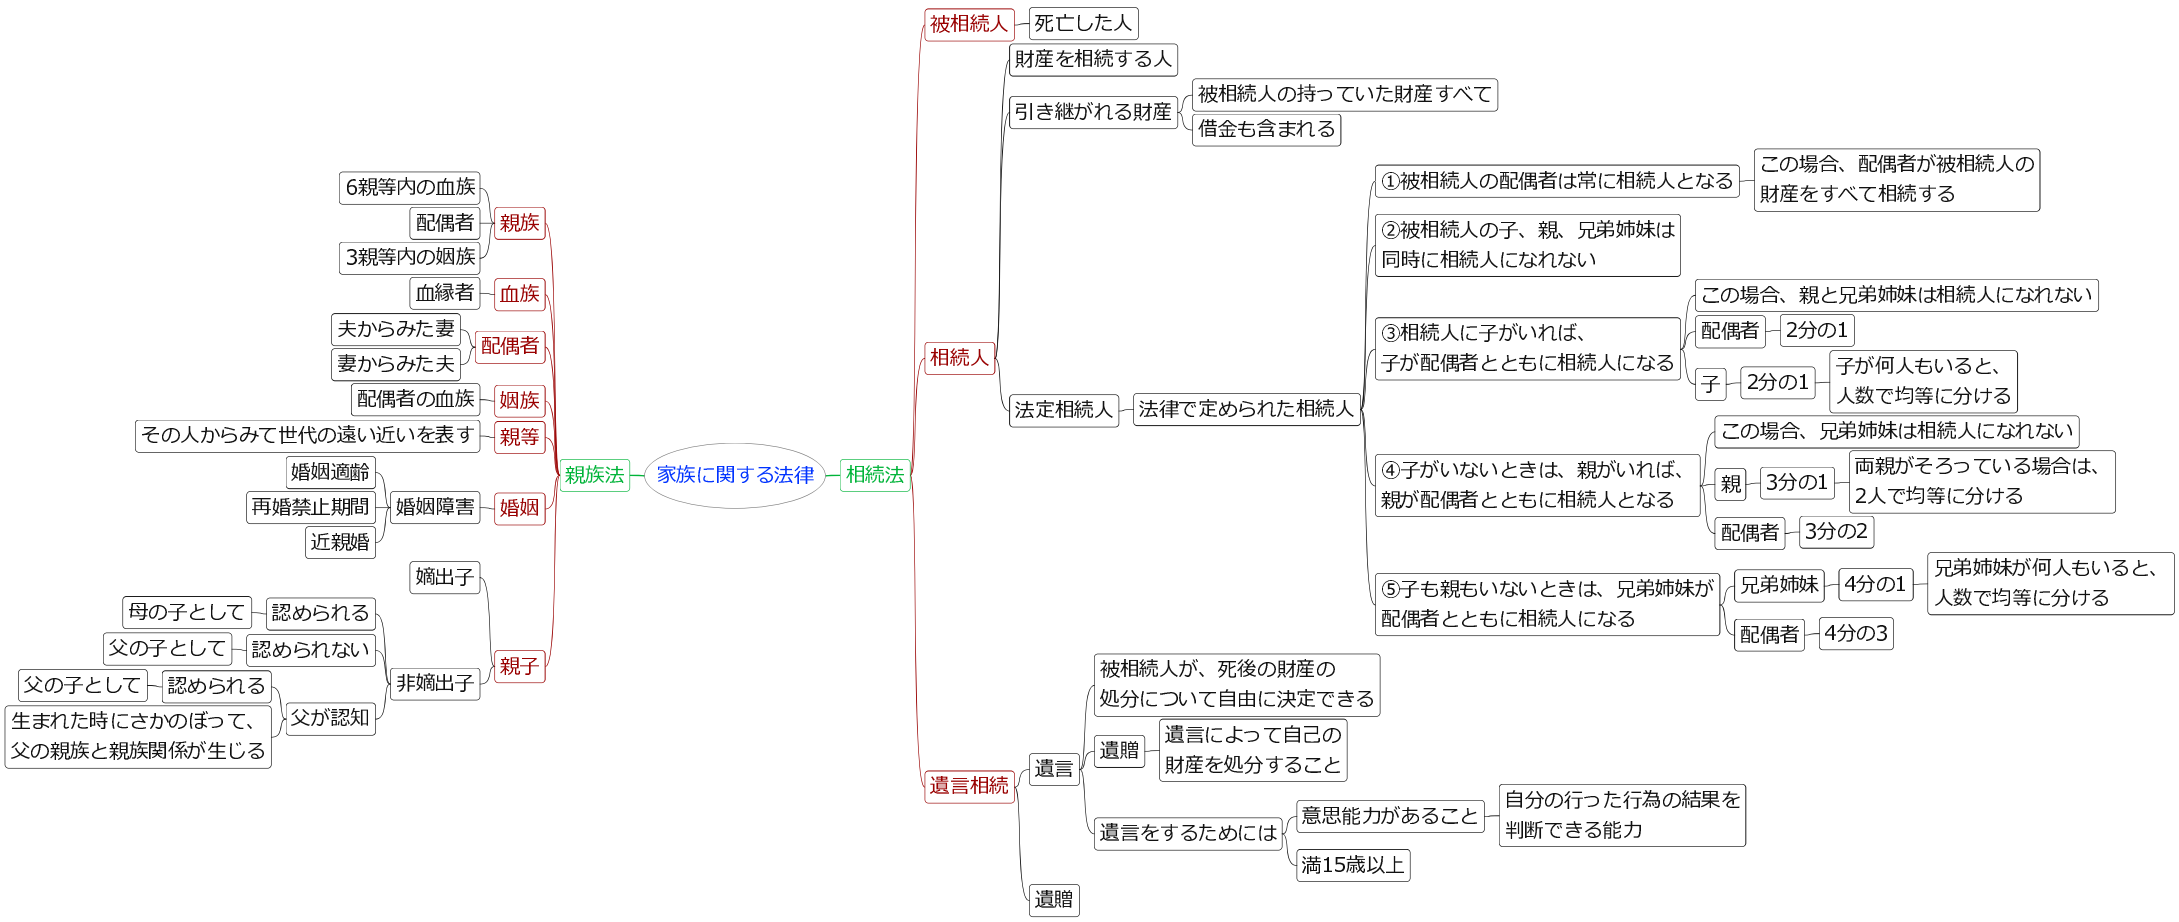 家族に関する法律
親族法
親族
6親等内の血族
配偶者
3親等内の姻族
血族
血縁者
配偶者
夫からみた妻
妻からみた夫
姻族
配偶者の血族
親等
その人からみて世代の遠い近いを表す
婚姻
婚姻障害
婚姻適齢
再婚禁止期間
近親婚
親子
嫡出子
非嫡出子
認められる
母の子として
認められない
父の子として
父が認知
認められる
父の子として
生まれた時にさかのぼって、
父の親族と親族関係が生じる
相続法
被相続人
死亡した人
相続人
財産を相続する人
引き継がれる財産
被相続人の持っていた財産すべて
借金も含まれる
法定相続人
法律で定められた相続人
①被相続人の配偶者は常に相続人となる
この場合、配偶者が被相続人の
財産をすべて相続する
②被相続人の子、親、兄弟姉妹は
同時に相続人になれない
③相続人に子がいれば、
子が配偶者とともに相続人になる
この場合、親と兄弟姉妹は相続人になれない
配偶者
2分の1
子
2分の1
子が何人もいると、
人数で均等に分ける
④子がいないときは、親がいれば、
親が配偶者とともに相続人となる
この場合、兄弟姉妹は相続人になれない
親
3分の1
両親がそろっている場合は、
2人で均等に分ける
配偶者
3分の2
⑤子も親もいないときは、兄弟姉妹が
配偶者とともに相続人になる
兄弟姉妹
4分の1
兄弟姉妹が何人もいると、
人数で均等に分ける
配偶者
4分の3
遺言相続
遺言
被相続人が、死後の財産の
処分について自由に決定できる
遺贈
遺言によって自己の
財産を処分すること
遺言をするためには
意思能力があること
自分の行った行為の結果を
判断できる能力
満15歳以上
遺贈